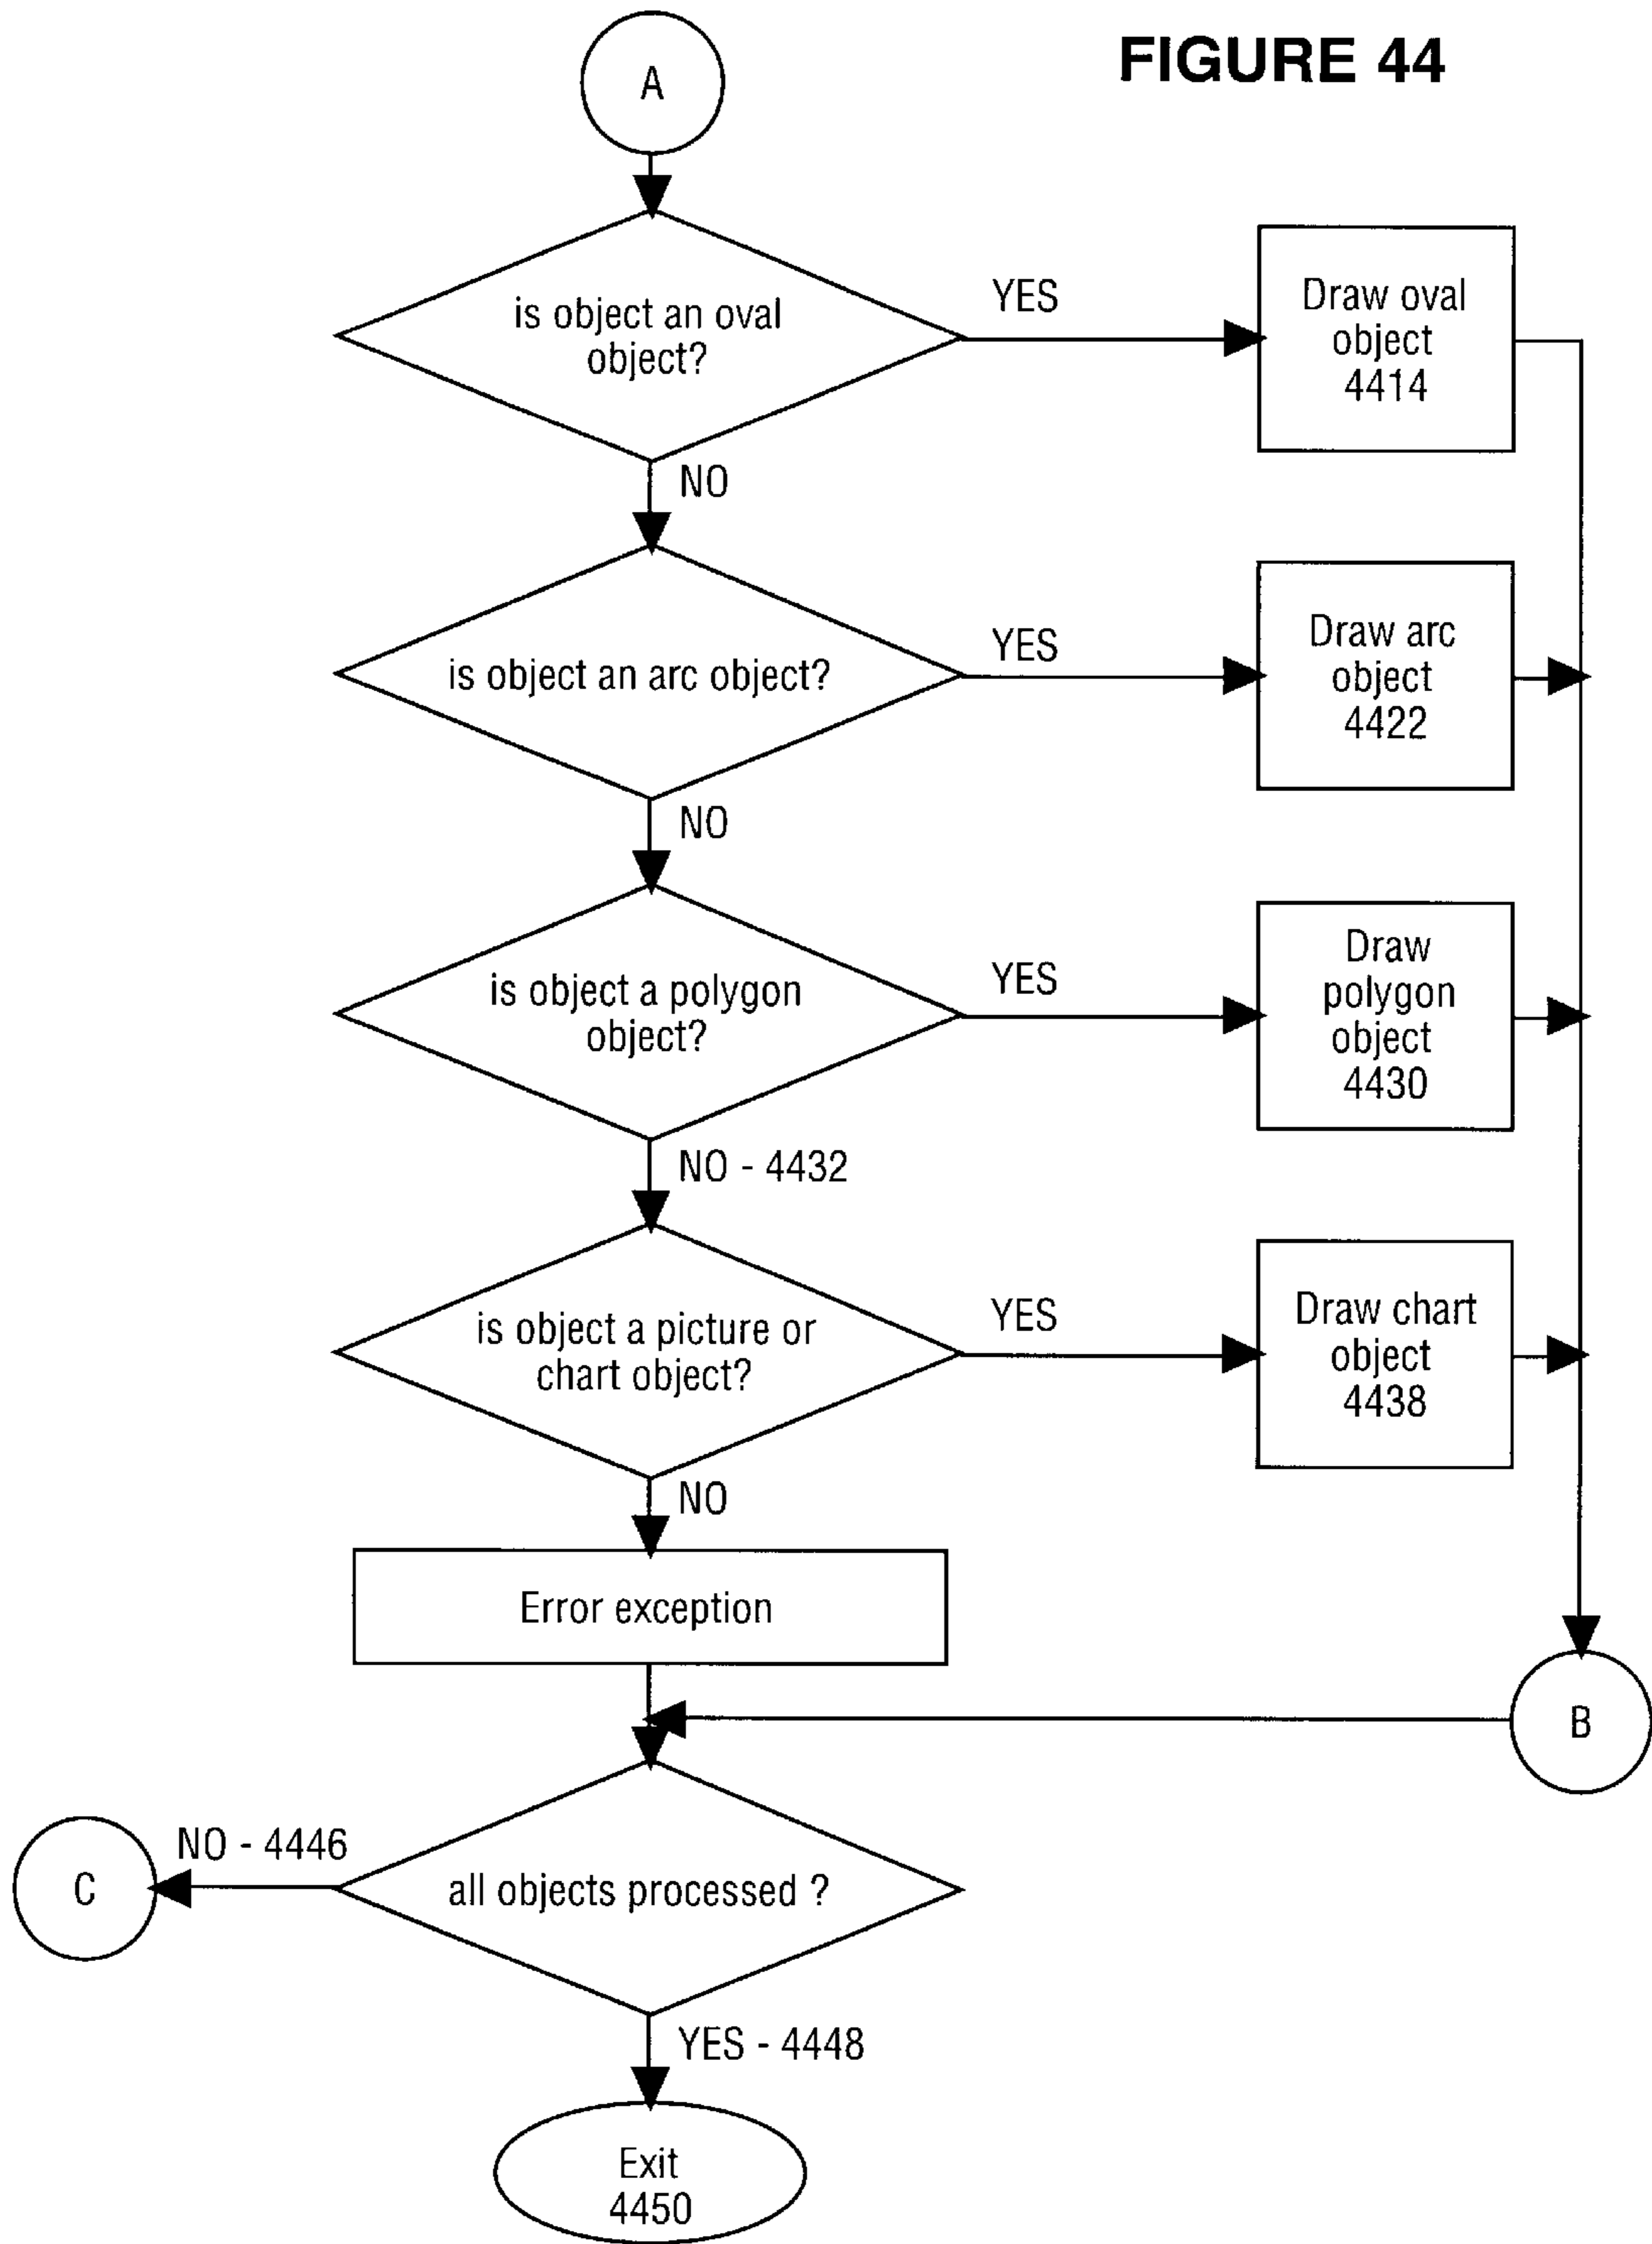 FIGURE 44
A
is object an oval
object?
YES
Draw oval
object
4414
NO
is object an arc object?
YES
Draw arc
object
4422
NO
is object a polygon
object?
YES
Draw
polygon
object
4430
NO - 4432
is object a picture or
chart object?
YES
Draw chart
object
4438
NO
Error exception
B
NO - 4446
C
all objects processed ?
YES - 4448
Exit
4450